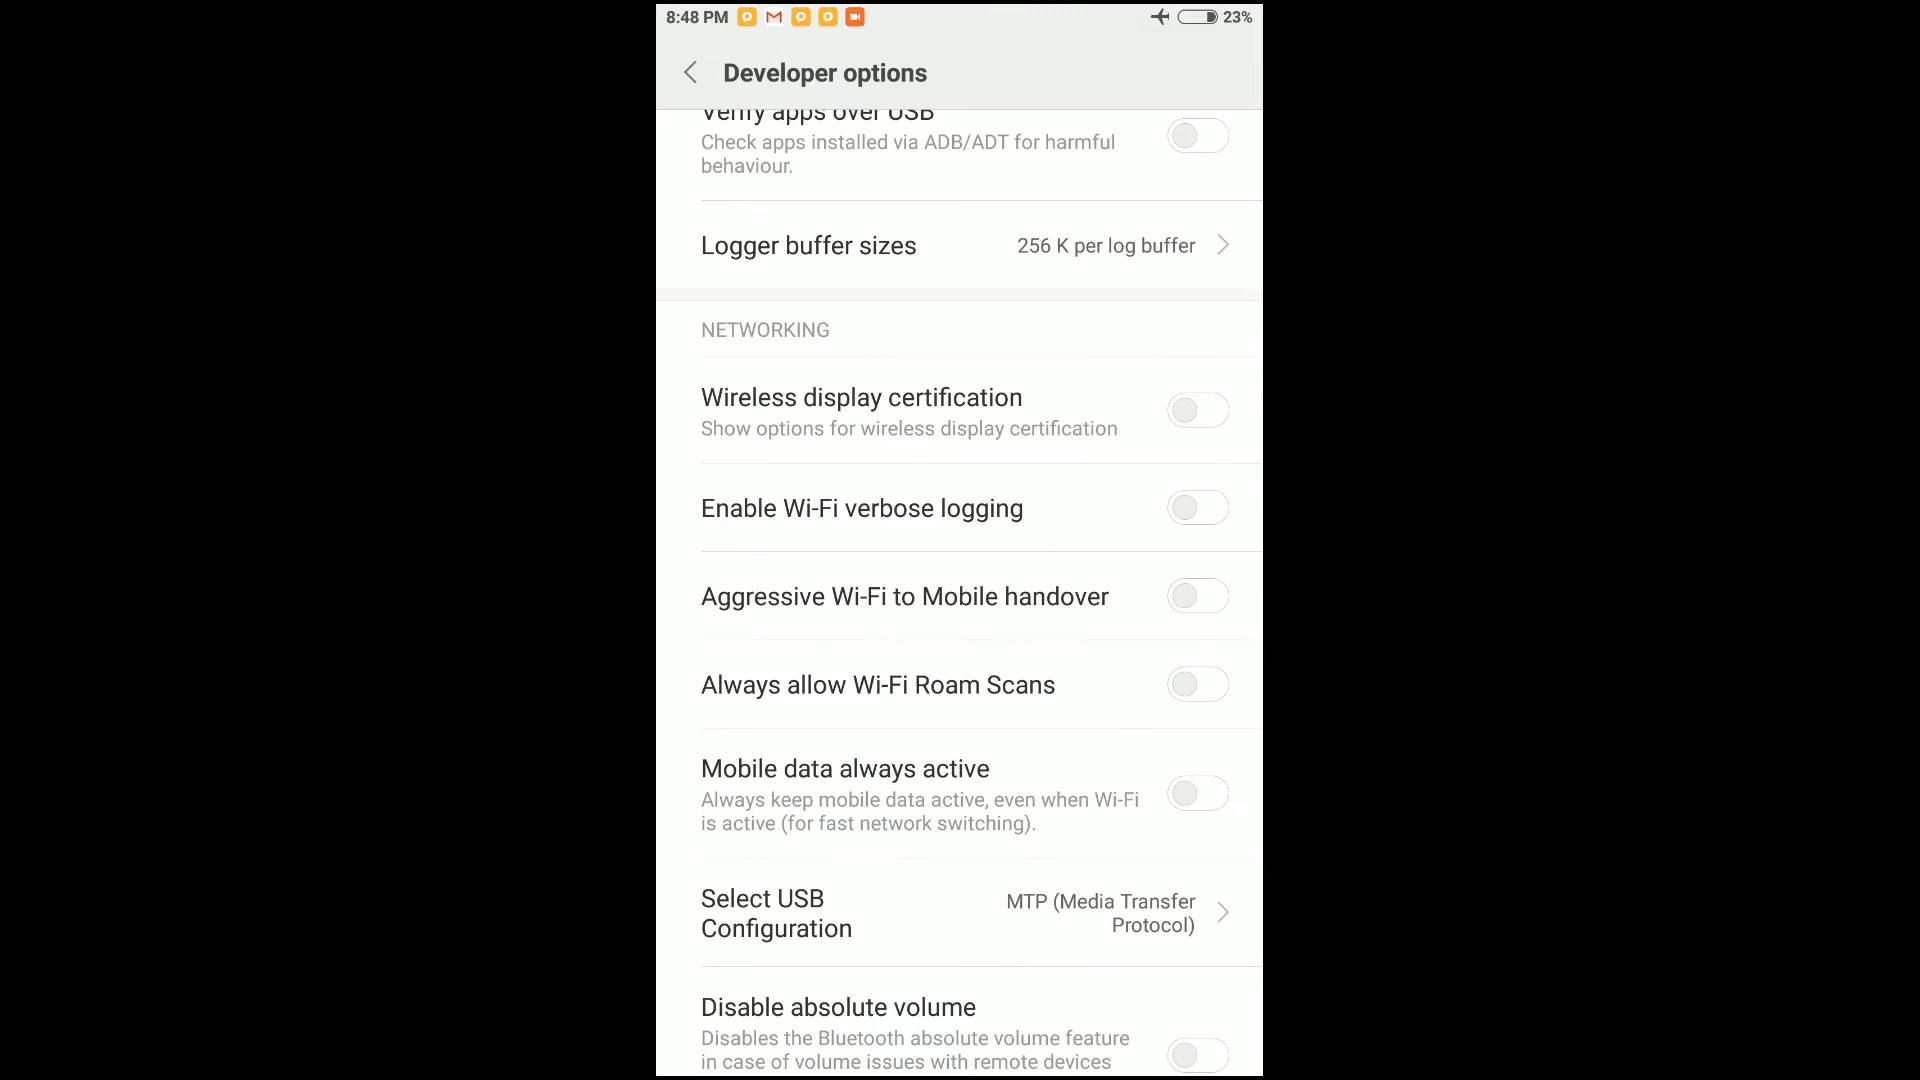 8:48 PM
23%
Developer options
Verify apps over USB
Check apps installed via ADB/ADT for harmful
behaviour.
Logger buffer sizes
256 K per log buffer
NETWORKING
Wireless display certification
Show options for wireless display certification
Enable Wi-Fi verbose logging
Aggressive Wi-Fi to Mobile handover
Always allow Wi-Fi Roam Scans
Mobile data always active
Always keep mobile data active, even when Wi-Fi
is active (for fast network switching).
Select USB
Configuration
MTP (Media Transfer
Protocol)
Disable absolute volume
Disables the Bluetooth absolute volume feature
in case of volume issues with remote devices